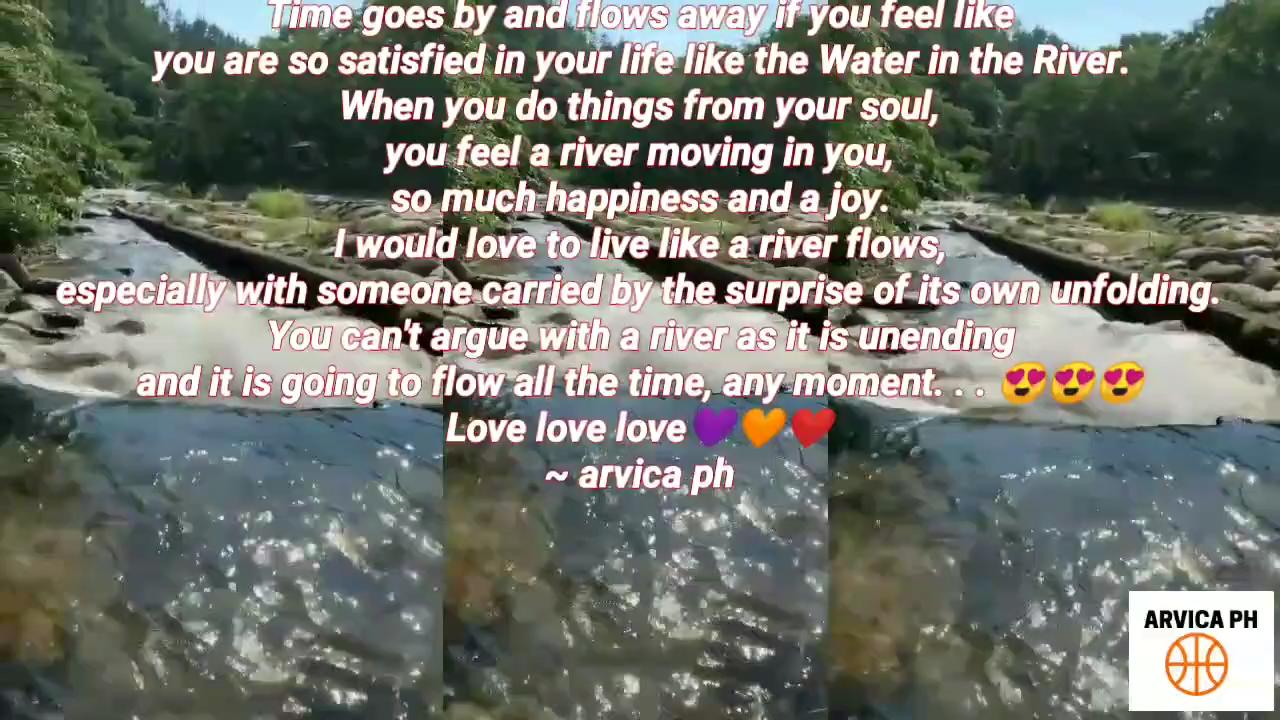 Time goes by and flows away if you feel like
you are so satisfied in your life like the Water in the River.
When you do things from your soul,
you feel a river moving in you,
so much happiness and a joy.
I would love to live like a river flows,
especially with someone carried by the surprise of its own unfolding.
You can't argue with a river as it is unending
and it is going to flow all the time, any moment. . . 😍😍😍
Love love love 💜🧡❤️
~ arvica ph
ARVICA PH